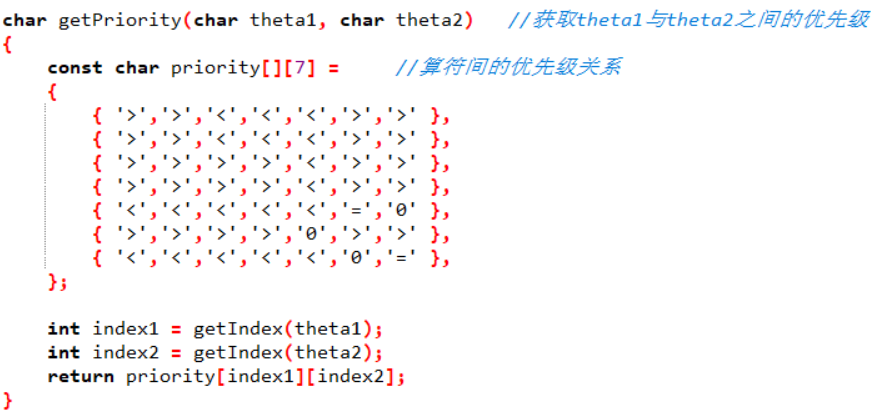 char getPriority(char theta1, char theta2)   //获取theta1与theta2之间的优先级
{
    const char priority[][7] =     //算符间的优先级关系
    {
        { '>','>','<','<','<','>','>' },
        { '>','>','<','<','<','>','>' },
        { '>','>','>','>','<','>','>' },
        { '>','>','>','>','<','>','>' },
        { '<','<','<','<','<','=','0' },
        { '>','>','>','>','0','>','>' },
        { '<','<','<','<','<','0','=' },
    };

    int index1 = getIndex(theta1);
    int index2 = getIndex(theta2);
    return priority[index1][index2];
}